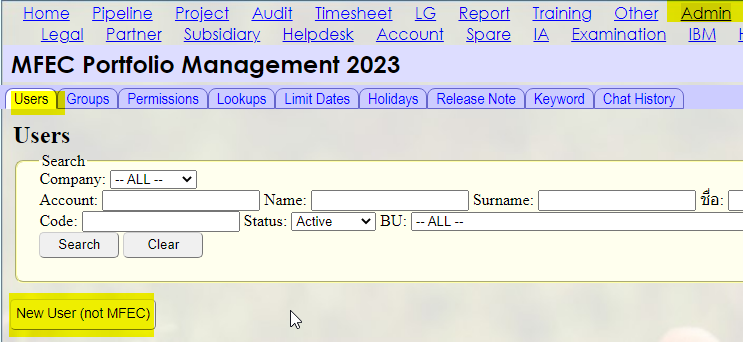 Home Pipeline Project Audit Timesheet LG Report Training Other Admin
Legal Partner Subsidiary Helpdesk Account Spare IA Examination IBM
MFEC Portfolio Management 2023
Users Groups Permissions Lookups Limit Dates Holidays Release Note Keyword Chat History
Users
Search
Company: -- ALL --
Account: Name: Surname: ชื่อ:
Code: Status: Active BU: -- ALL --
Search Clear
New User (not MFEC)